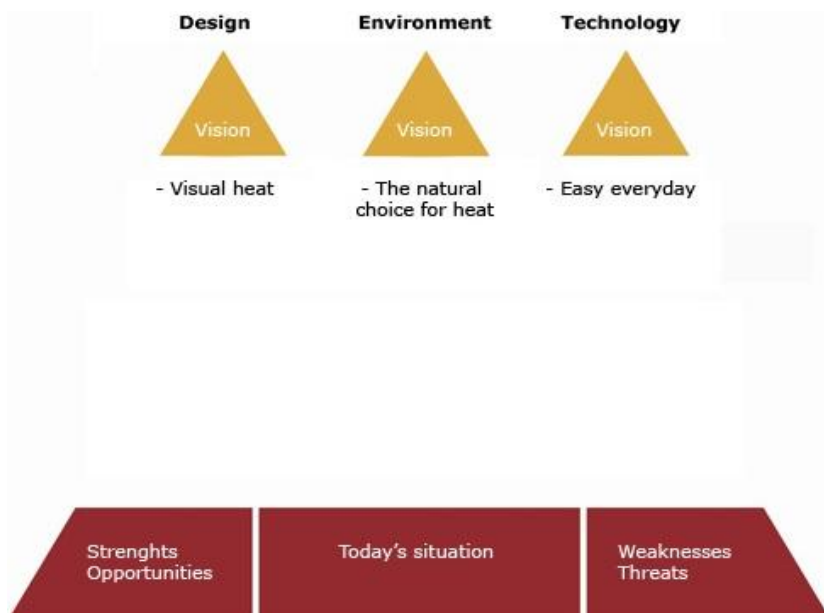 Design Environment Technology
Vision Vision Vision
- Visual heat - The natural choice for heat - Easy everyday
Strenghts Opportunities
Today's situation
Weaknesses Threats